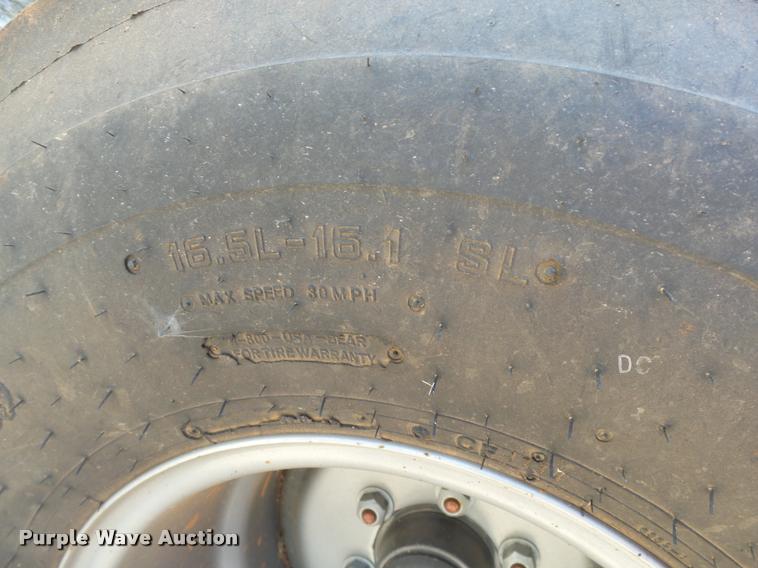 16.5L-16.1 SL
MAX SPEED 30 MPH
1-800-USA-BEAR
FOR TIRE WARRANTY
DC
Purple Wave Auction